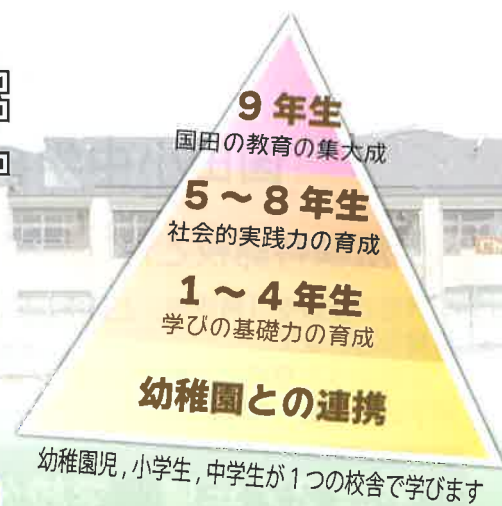 9年生
国田の教育の集大成
5～8年生
社会的実践力の育成
1～4年生
学びの基礎力の育成
幼稚園との連携
幼稚園児,小学生,中学生が1つの校舎で学びます